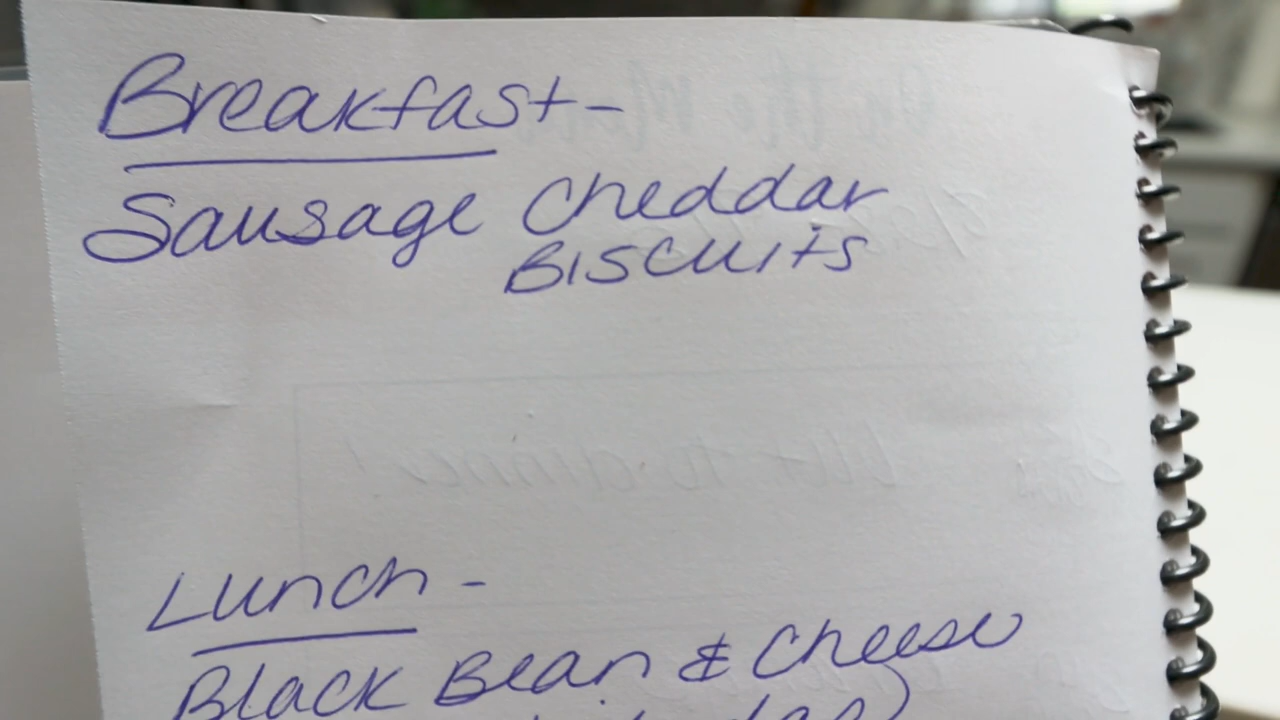 Breakfast-
Sausage Cheddar
Biscuits
Lunch-
Black Bean & Cheese